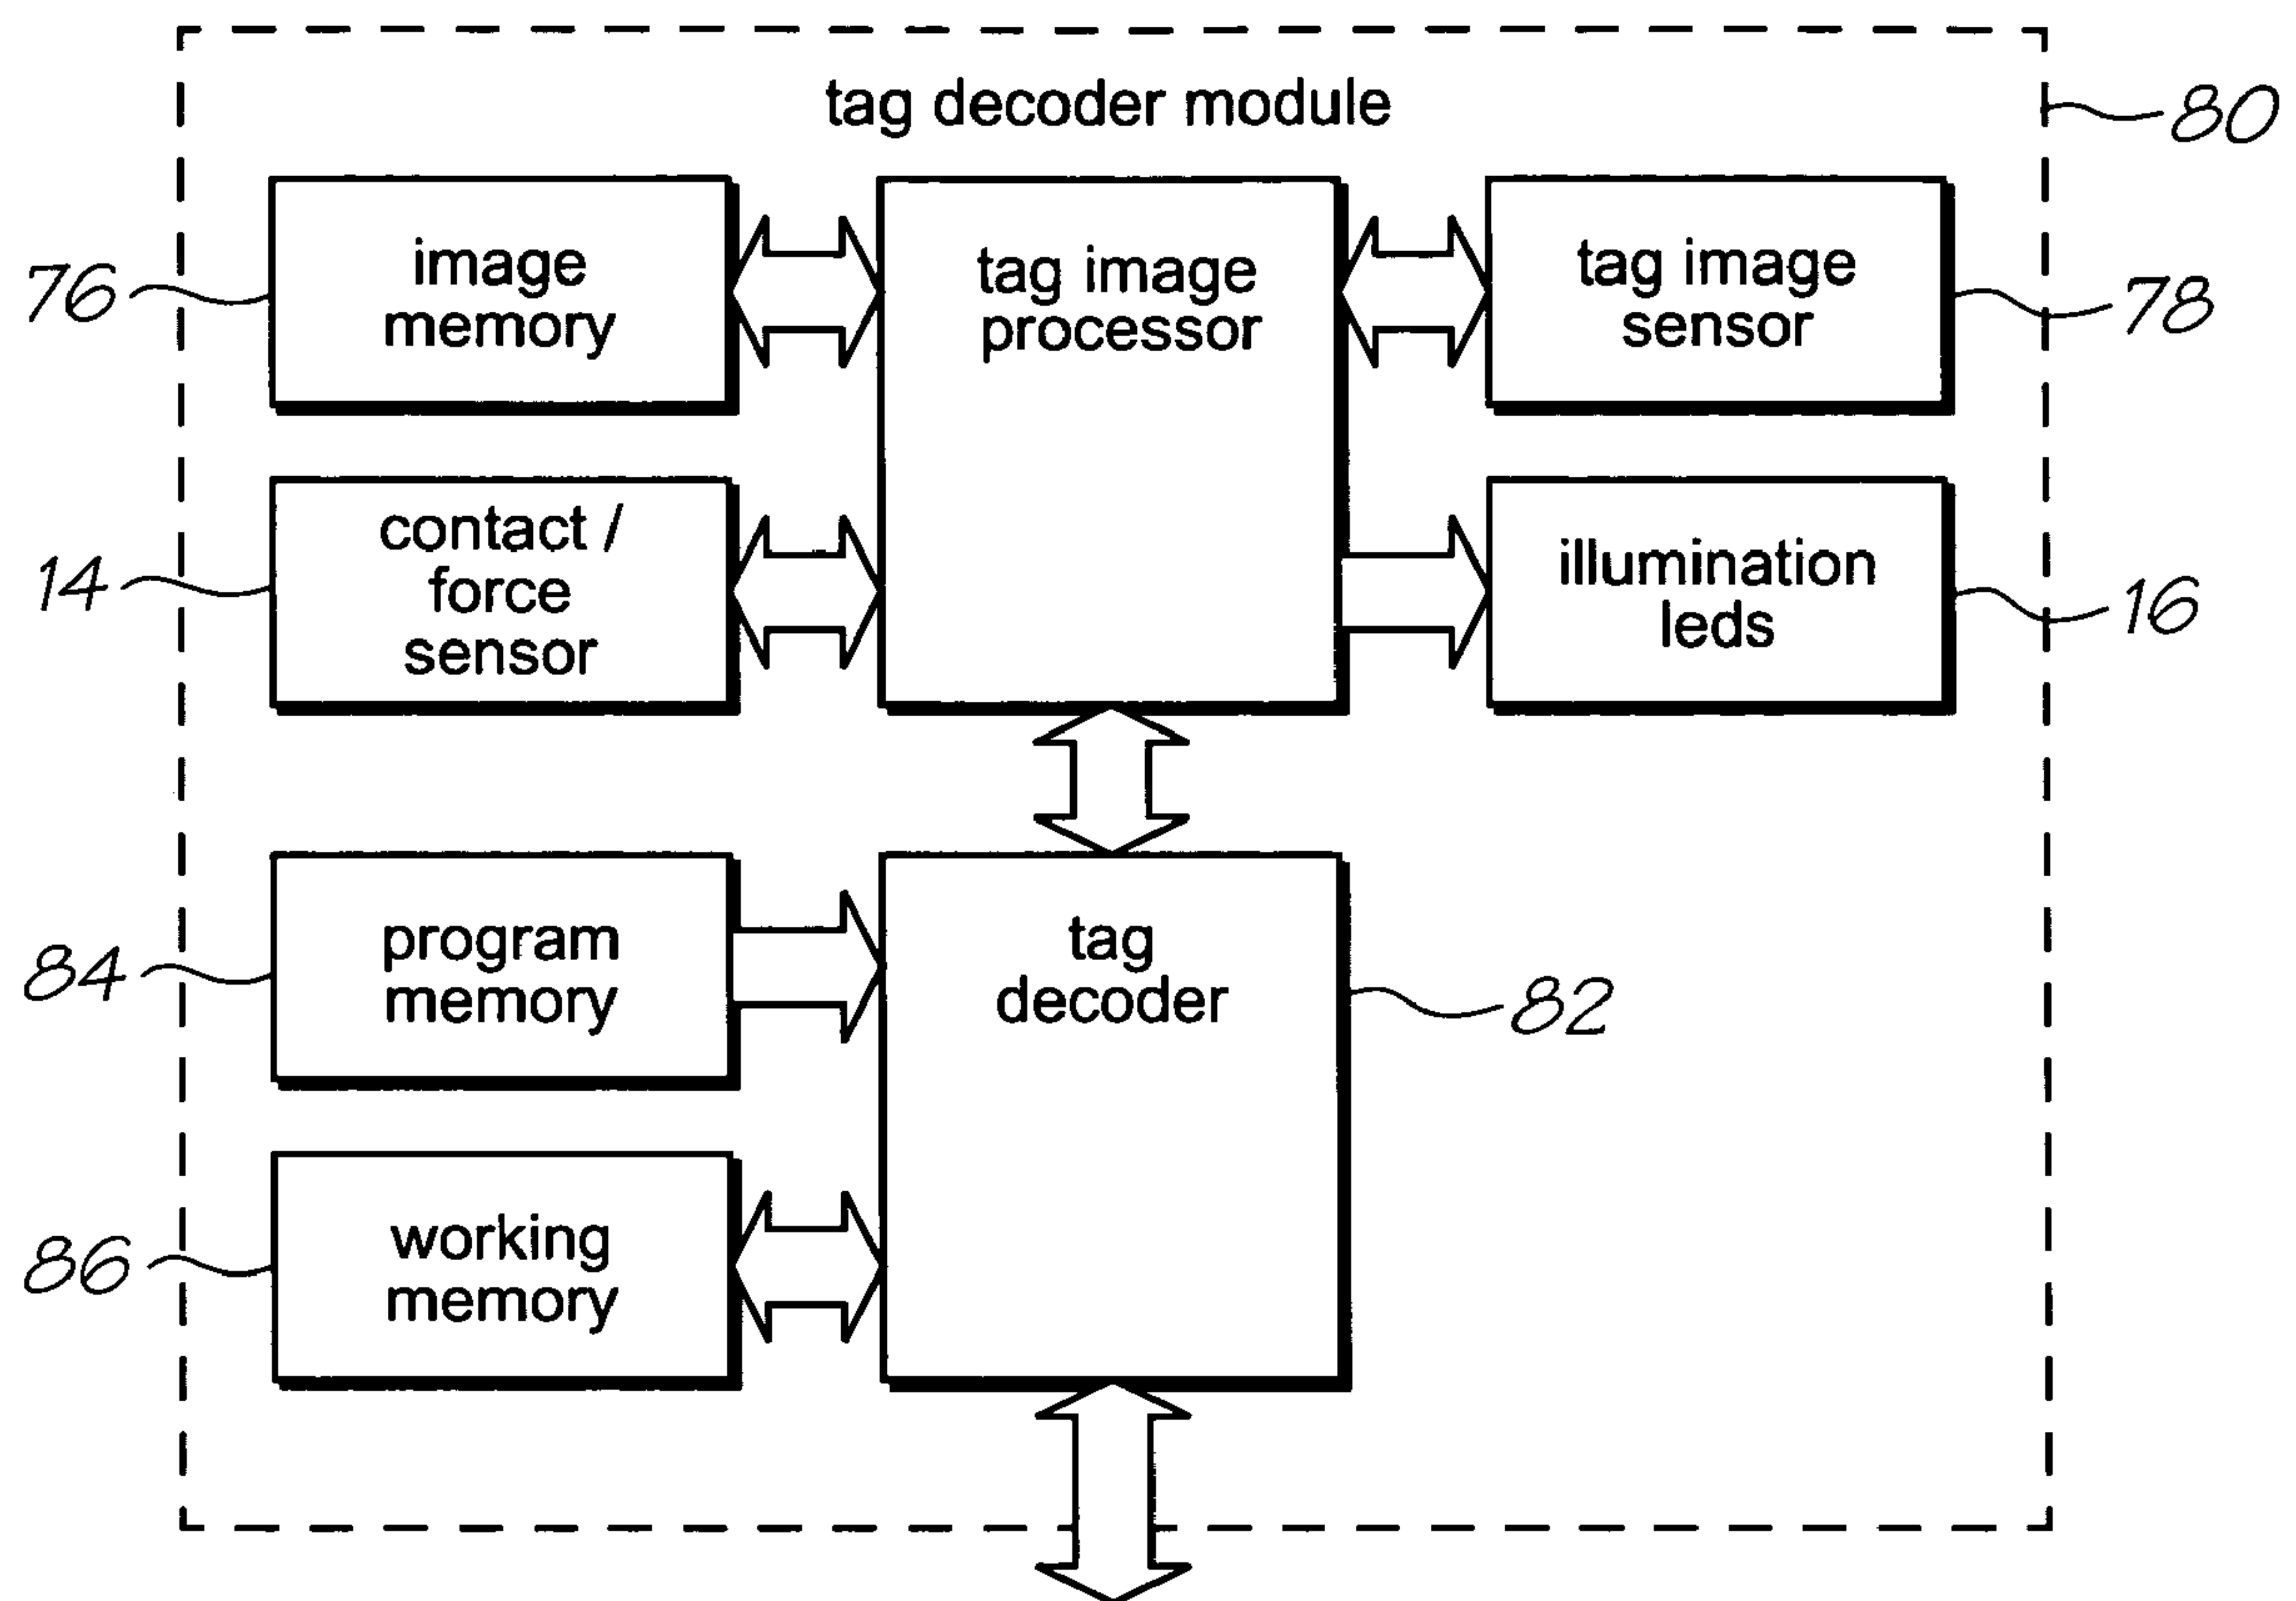 tag decoder module
80
76
image
memory
tag image
processor
tag image
sensor
78
14
contact /
force
sensor
illumination
leds
16
84
program
memory
tag
decoder
82
86
working
memory